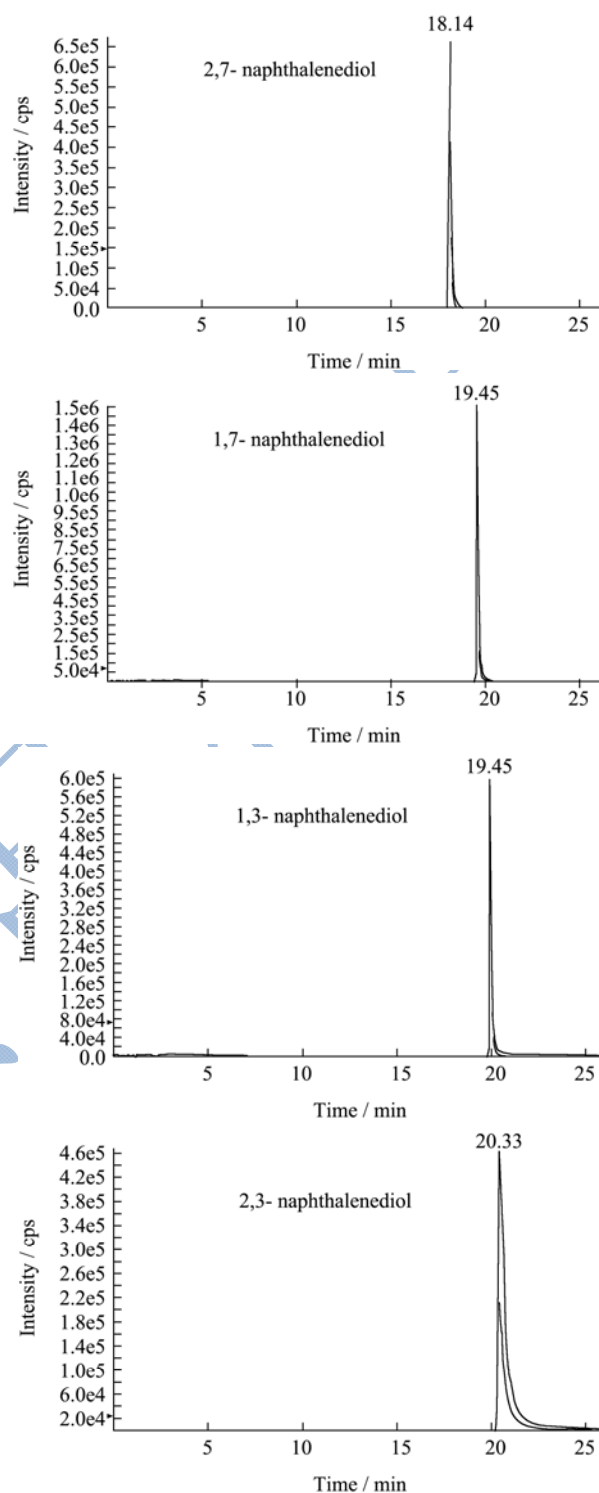 18.14
2,7- naphthalenediol
Intensity / cps
6.5e5
6.0e5
5.5e5
5.0e5
4.5e5
4.0e5
3.5e5
3.0e5
2.5e5
2.0e5
1.5e5
1.0e5
5.0e4
0.0
5 10 15 20 25
Time / min
19.45
1,7- naphthalenediol
Intensity / cps
1.5e6
1.4e6
1.3e6
1.2e6
1.1e6
1.0e6
9.5e5
8.5e5
7.5e5
6.5e5
5.5e5
4.5e5
3.5e5
2.5e5
1.5e5
5.0e4
5 10 15 20 25
Time / min
19.45
1,3- naphthalenediol
Intensity / cps
6.0e5
5.6e5
5.2e5
4.8e5
4.4e5
4.0e5
3.6e5
3.2e5
2.8e5
2.4e5
2.0e5
1.6e5
1.2e5
8.0e4
4.0e4
0.0
5 10 15 20 25
Time / min
20.33
2,3- naphthalenediol
Intensity / cps
4.6e5
4.2e5
3.8e5
3.4e5
3.0e5
2.6e5
2.2e5
1.8e5
1.4e5
1.0e5
6.0e4
2.0e4
5 10 15 20 25
Time / min